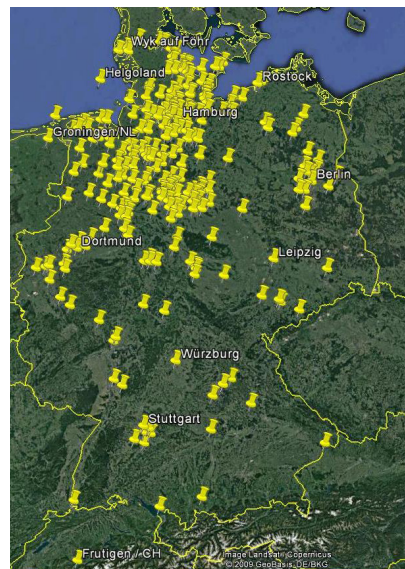 Wyk auf Föhr
Helgoland
Rostock
Hamburg
Groningen/NL
Berlin
Dortmund
Leipzig
Würzburg
Stuttgart
Frutigen / CH
Image Landsat / Copernicus
© 2009 GeoBasis-DE/BKG